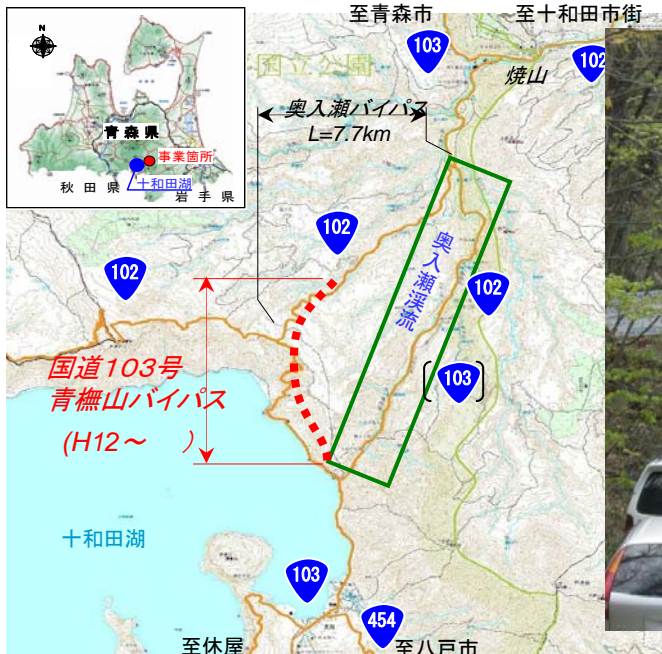 至青森市
至十和田市街
N
103
102
国立公園
焼山
奥入瀬バイパス
L=7.7km
青森県
事業箇所
十和田湖
秋田県
岩手県
102
102
奥入瀬渓流
102
国道103号
青橅山バイパス
(H12～ )
(103)
十和田湖
103
454
至休屋
至八戸市